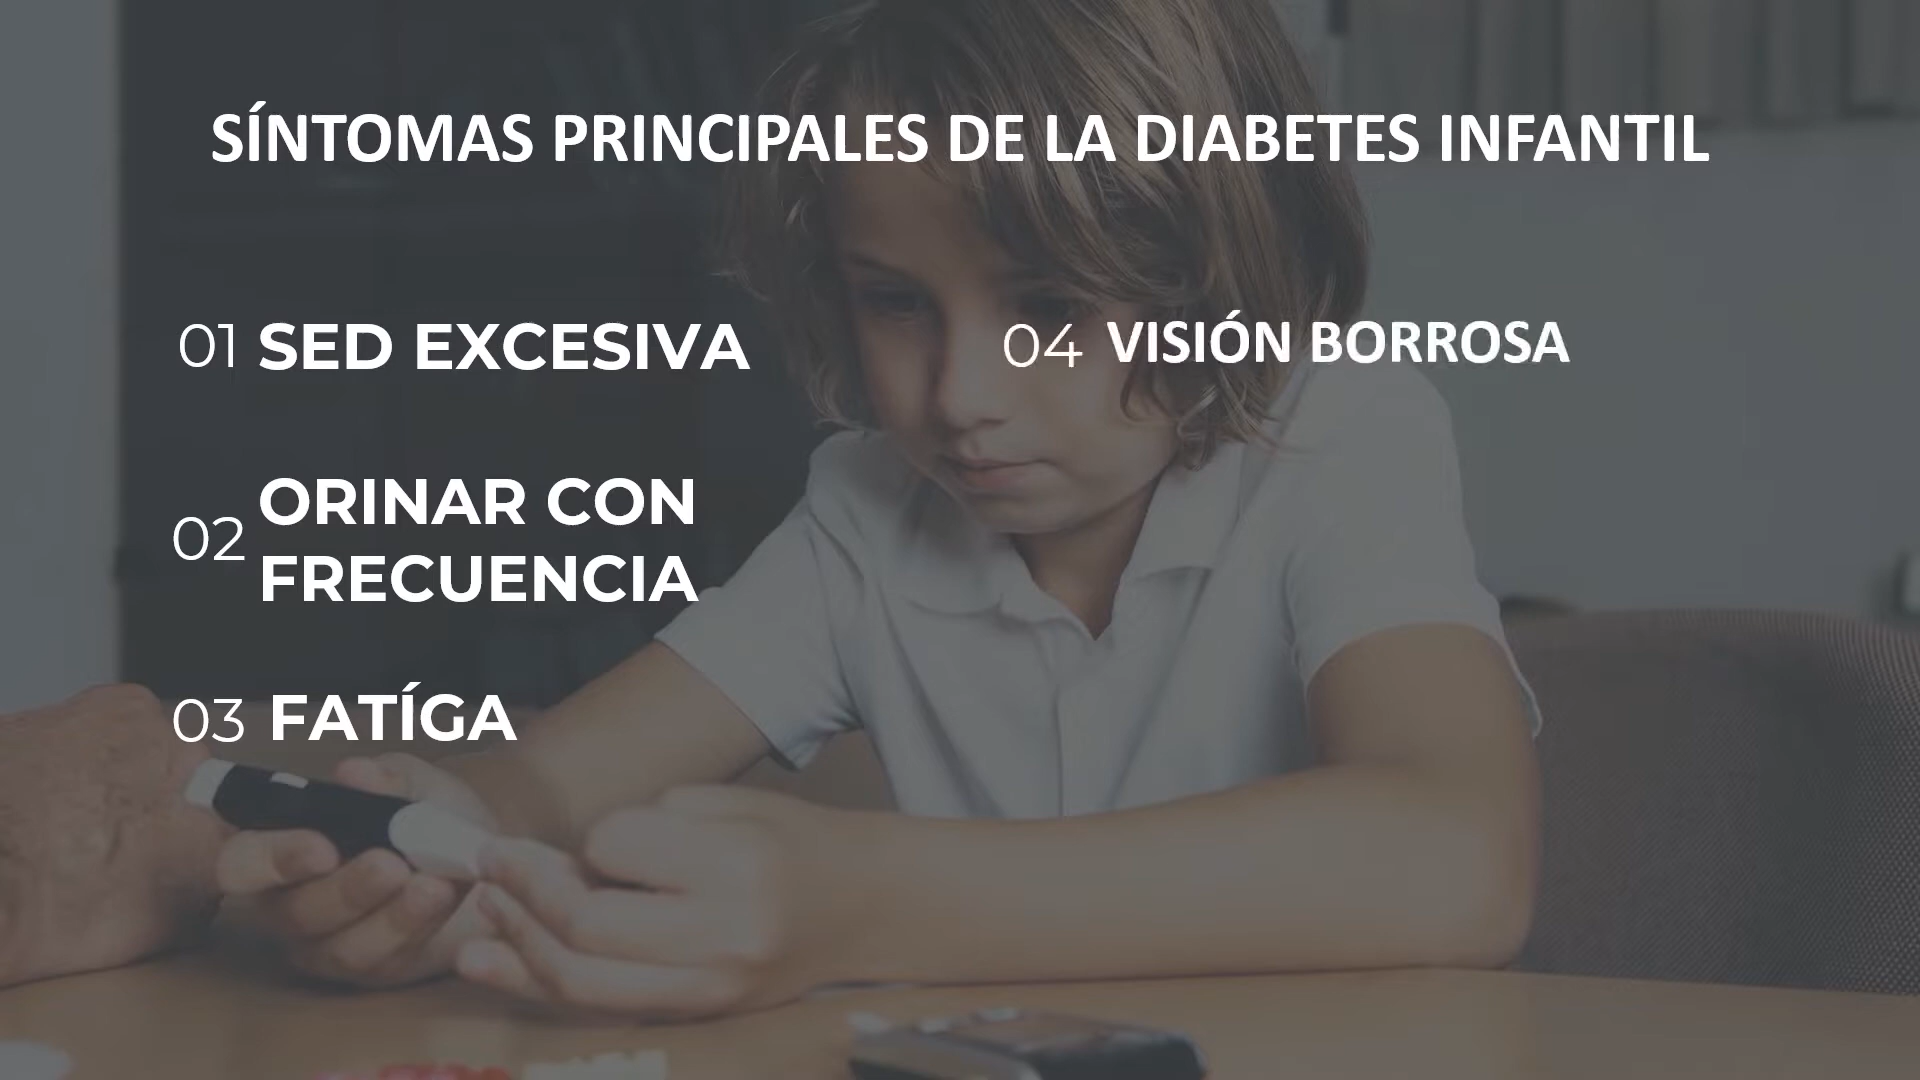 SÍNTOMAS PRINCIPALES DE LA DIABETES INFANTIL
01 SED EXCESIVA
02 ORINAR CON
FRECUENCIA
03 FATÍGA
04 VISIÓN BORROSA